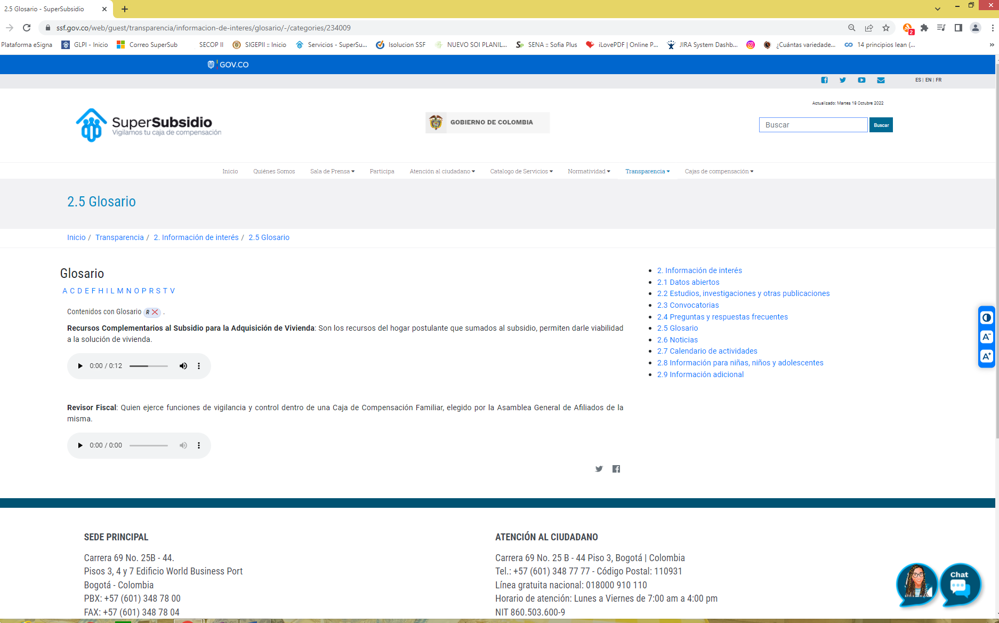 2.5 Glosario - SuperSubsidio
ssf.gov.co/web/guest/transparencia/informacion-de-interes/glosario/-/categories/234009
2
Plataforma eSigna GLPI - Inicio Correo SuperSub SECOP II SIGEPII :: Inicio Servicios - SuperSu... Isolucion SSF NUEVO SOI PLANIL... Sp SENA :: Sofia Plus iLovePDF | Online P... JIRA System Dashb... ¿Cuántas variedade... 14 principios lean (... »
GOV.CO
ES | EN | FR
Actualizado: Martes 18 Octubre 2022
SuperSubsidio
Vigilamos tu caja de compensación
GOBIERNO DE COLOMBIA
Buscar Buscar
Inicio Quiénes Somos Sala de Prensa Participa Atención al ciudadano Catalogo de Servicios Normatividad Transparencia Cajas de compensación
2.5 Glosario
Inicio / Transparencia / 2. Información de interés / 2.5 Glosario
Glosario
A C D E F H I L M N O P R S T V
Contenidos con Glosario R .
Recursos Complementarios al Subsidio para la Adquisición de Vivienda: Son los recursos del hogar postulante que sumados al subsidio, permiten darle viabilidad
a la solución de vivienda.
0:00 / 0:12
Revisor Fiscal: Quien ejerce funciones de vigilancia y control dentro de una Caja de Compensación Familiar, elegido por la Asamblea General de Afiliados de la
misma.
0:00 / 0:00
2. Información de interés
2.1 Datos abiertos
2.2 Estudios, investigaciones y otras publicaciones
2.3 Convocatorias
2.4 Preguntas y respuestas frecuentes
2.5 Glosario
2.6 Noticias
2.7 Calendario de actividades
2.8 Información para niñas, niños y adolescentes
2.9 Información adicional
A-
A+
SEDE PRINCIPAL
Carrera 69 No. 25B - 44.
Pisos 3, 4 y 7 Edificio World Business Port
Bogotá - Colombia
PBX: +57 (601) 348 78 00
FAX: +57 (601) 348 78 04
ATENCIÓN AL CIUDADANO
Carrera 69 No. 25 B - 44 Piso 3, Bogotá | Colombia
Tel.: +57 (601) 348 77 77 - Código Postal: 110931
Línea gratuita nacional: 018000 910 110
Horario de atención: Lunes a Viernes de 7:00 am a 4:00 pm
NIT 860.503.600-9
Chat